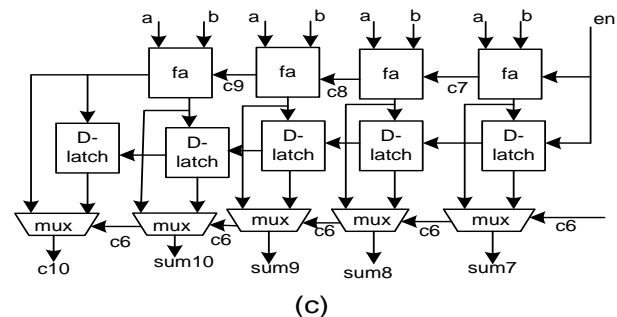 a b a b a b a b en
fa c9 fa c8 fa c7 fa
D-latch D-latch D-latch D-latch D-latch
mux c6 mux c6 mux c6 mux c6 mux c6
c10 sum10 sum9 sum8 sum7
(c)